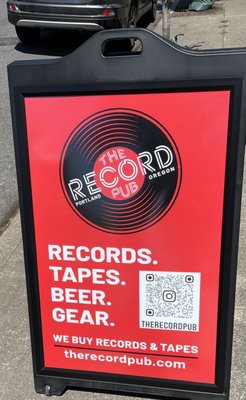 THE
RECORD
PUB
PORTLAND
OREGON
RECORDS.
TAPES.
BEER.
GEAR.
THERECORDPUB
WE BUY RECORDS & TAPES
therecordpub.com